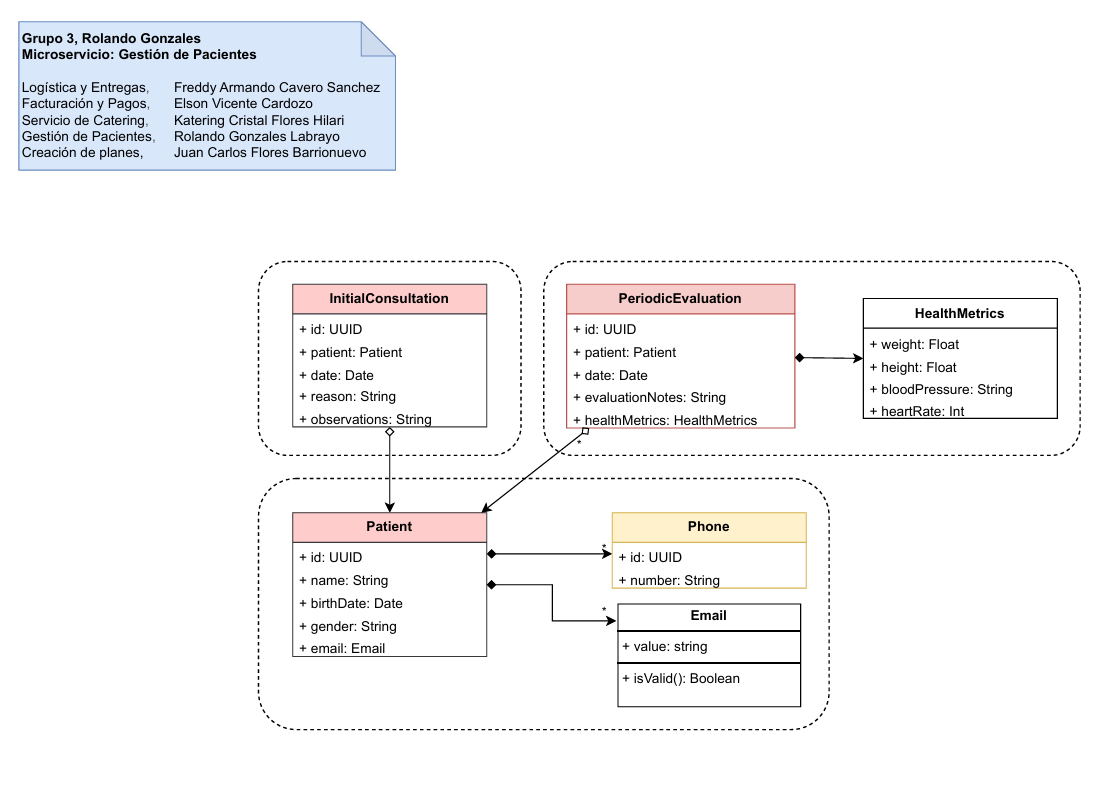 Grupo 3, Rolando Gonzales
Microservicio: Gestión de Pacientes
Logística y Entregas, Freddy Armando Cavero Sanchez
Facturación y Pagos, Elson Vicente Cardozo
Servicio de Catering, Katering Cristal Flores Hilari
Gestión de Pacientes, Rolando Gonzales Labrayo
Creación de planes, Juan Carlos Flores Barrionuevo
InitialConsultation
+ id: UUID
+ patient: Patient
+ date: Date
+ reason: String
+ observations: String
PeriodicEvaluation
+ id: UUID
+ patient: Patient
+ date: Date
+ evaluationNotes: String
+ healthMetrics: HealthMetrics
*
HealthMetrics
+ weight: Float
+ height: Float
+ bloodPressure: String
+ heartRate: Int
Patient
+ id: UUID
+ name: String
+ birthDate: Date
+ gender: String
+ email: Email
*
Phone
+ id: UUID
+ number: String
*
Email
+ value: string
+ isValid(): Boolean